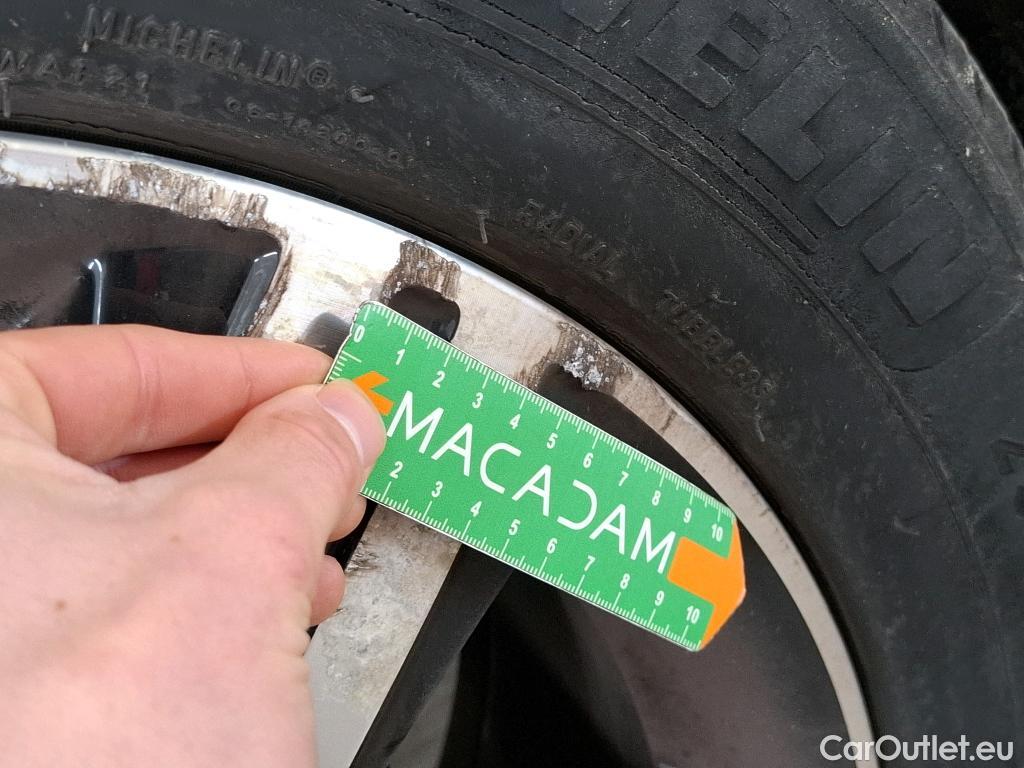 MICHELIN®
RADIAL
TUBELESS
ELIN
0 1 2 3 4 5 6 7 8 9 10
MACADAM
2 3 4 5 6 7 8 9 10
CarOutlet.eu